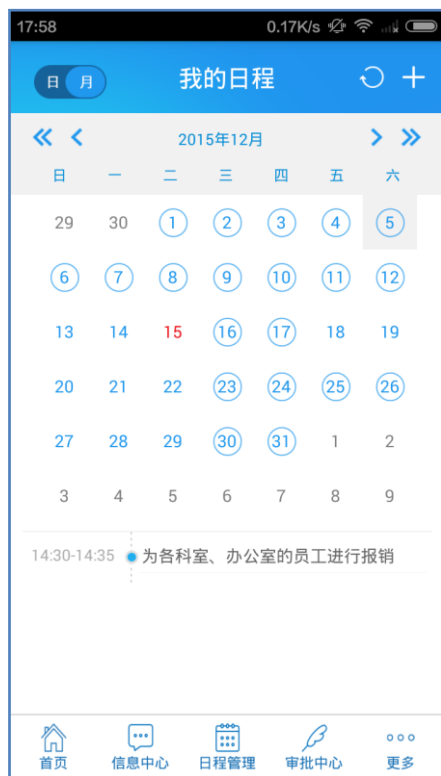 17:58 0.17K/s
日 月 我的日程
2015年12月
日 一 二 三 四 五 六
29 30 1 2 3 4 5
6 7 8 9 10 11 12
13 14 15 16 17 18 19
20 21 22 23 24 25 26
27 28 29 30 31 1 2
3 4 5 6 7 8 9
14:30-14:35 为各科室、办公室的员工进行报销
首页 信息中心 日程管理 审批中心 更多